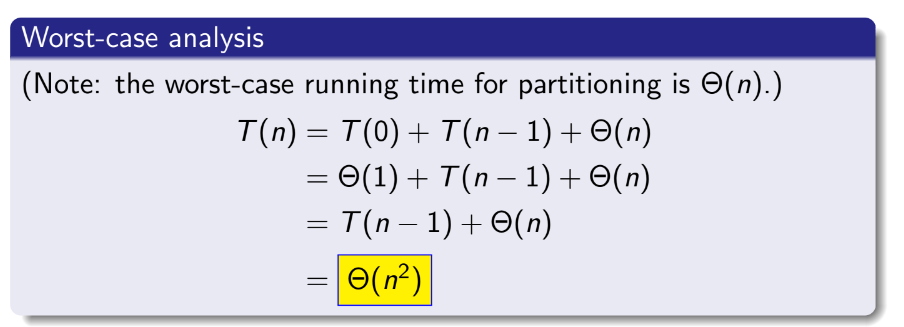 Worst-case analysis
(Note: the worst-case running time for partitioning is Θ(n).)
T(n) = T(0) + T(n − 1) + Θ(n)
= Θ(1) + T(n − 1) + Θ(n)
= T(n − 1) + Θ(n)
= Θ(n²)